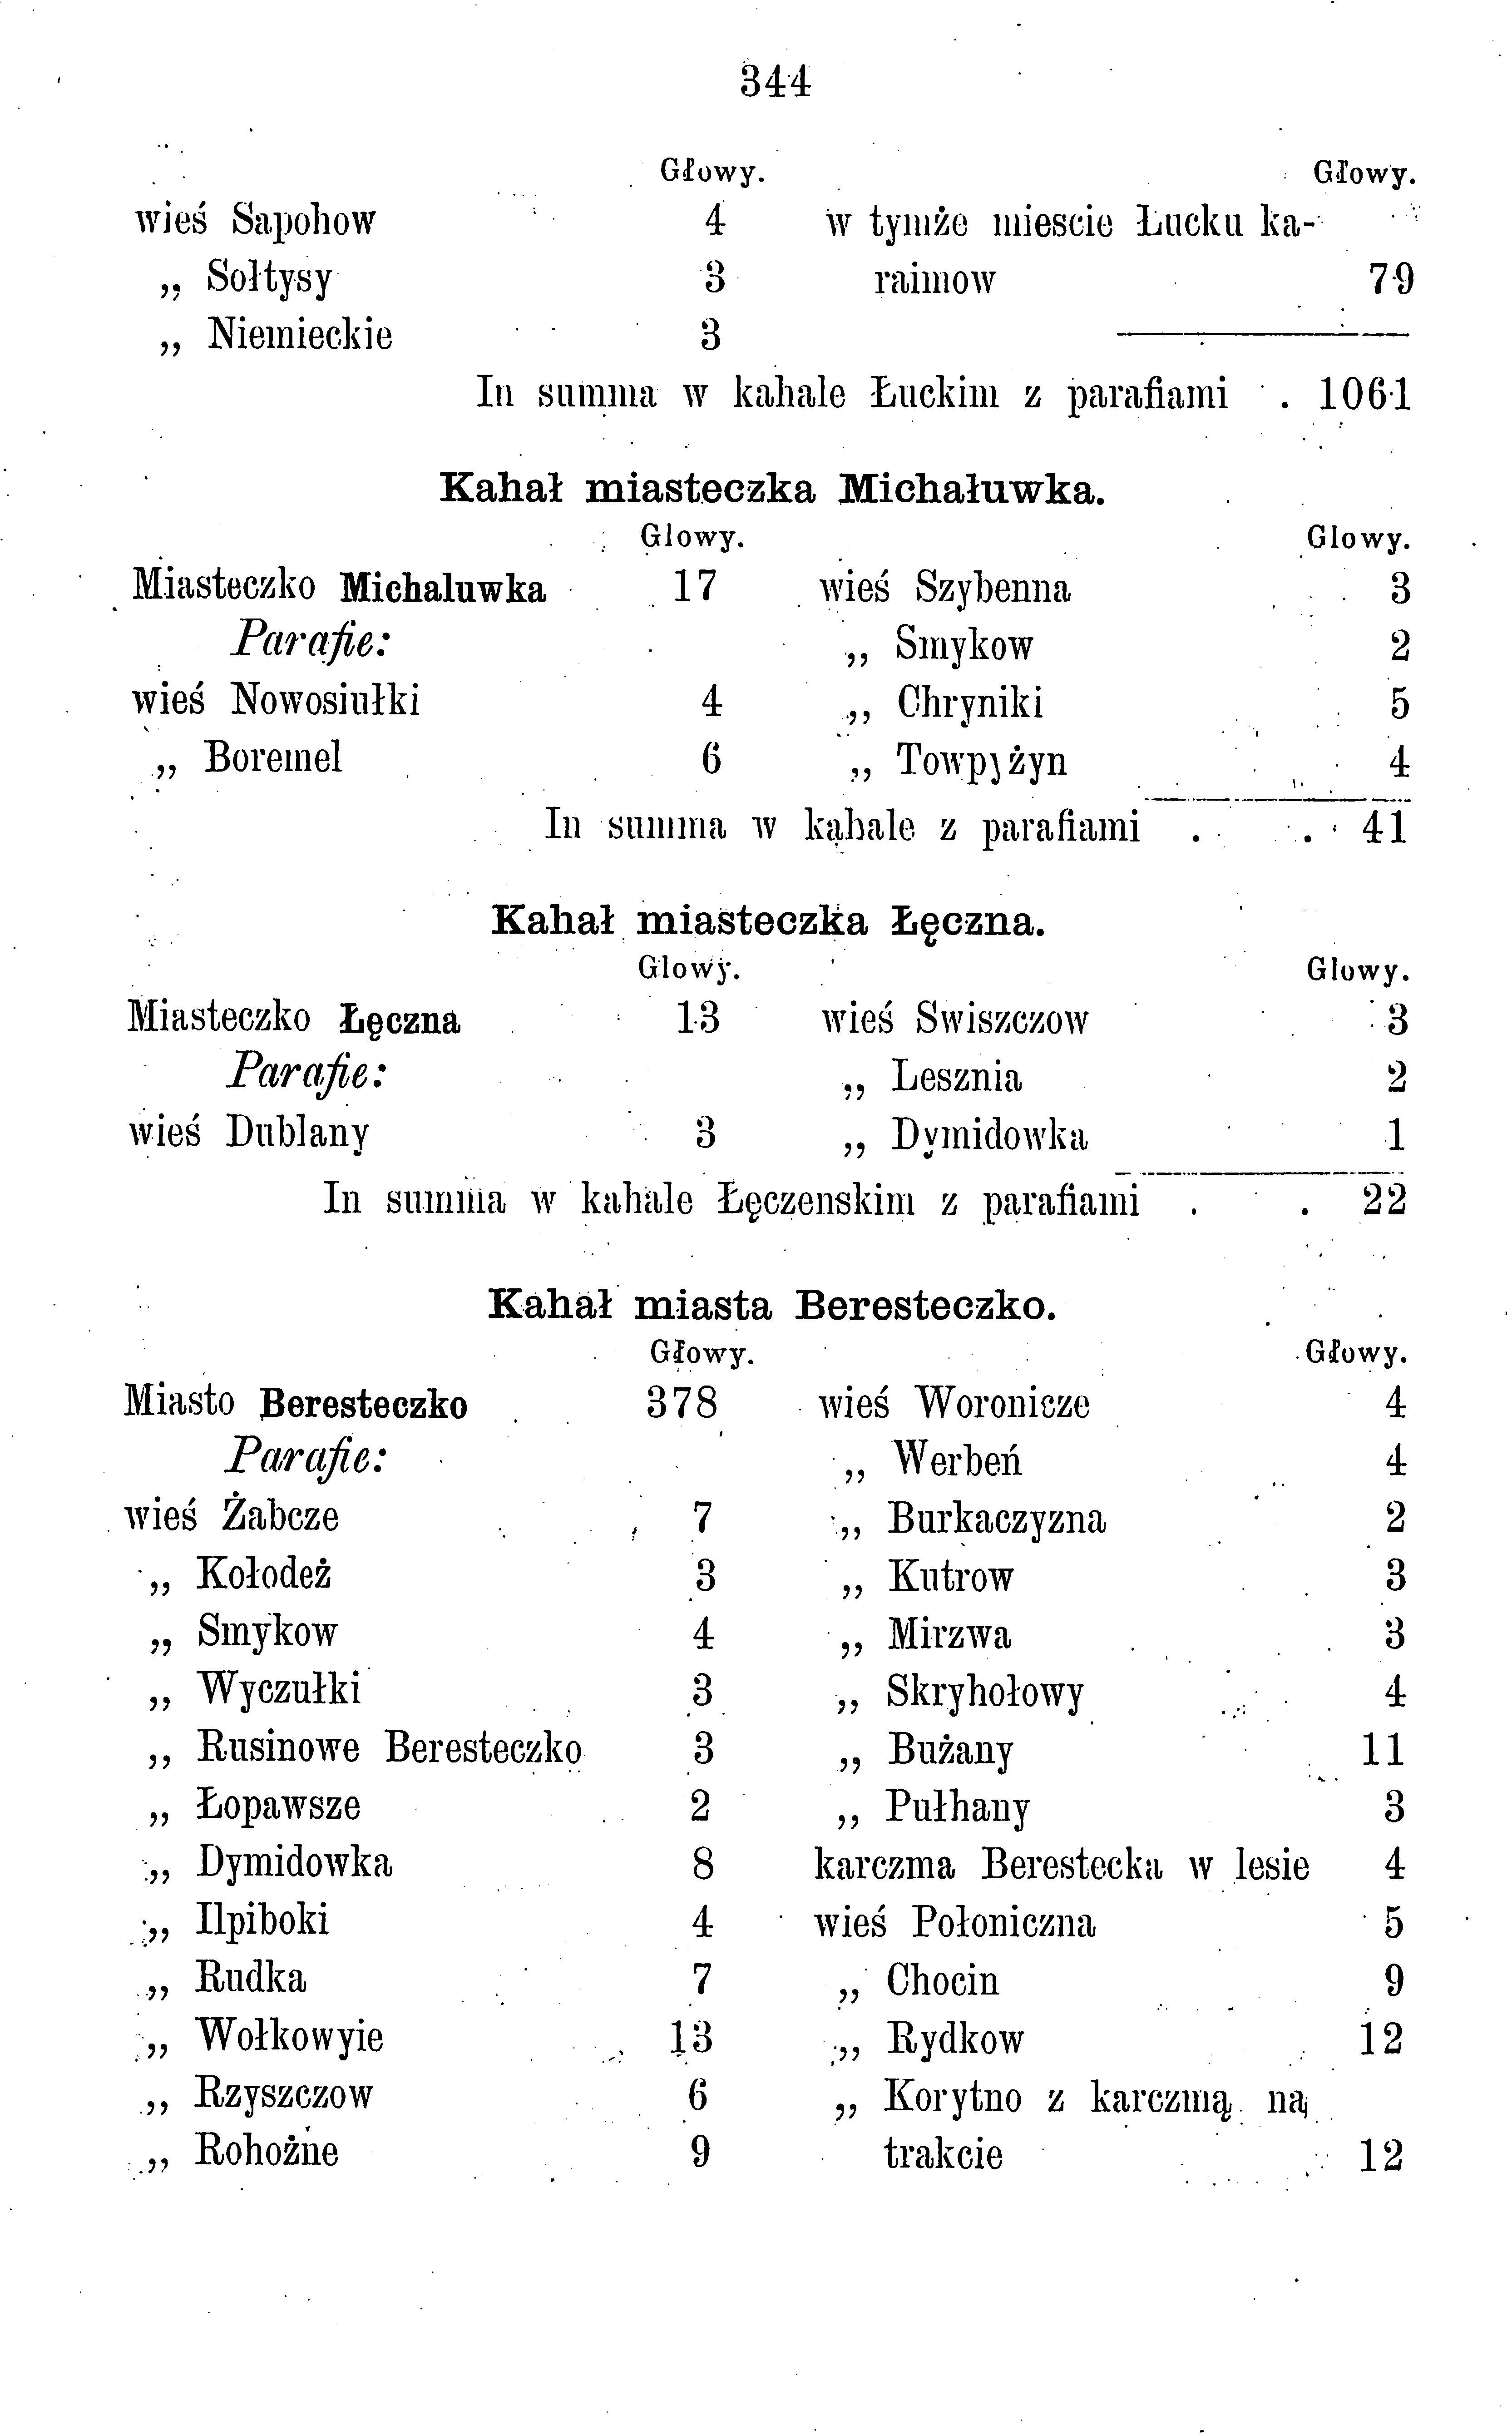 344
Głowy.
wieś Sapohow 4
„ Sołtysy 3
„ Niemieckie 3
Głowy.
w tymże miescie Łucku ka-
raimow 79
In summa w kahale Łuckim z parafiami . 1061
Kahał miasteczka Michałuwka.
Glowy.
Miasteczko Michaluwka 17
Parafie:
wieś Nowosiułki 4
„ Boremel 6
Glowy.
wieś Szybenna 3
„ Smykow 2
„ Chryniki 5
„ Towpyżyn 4
In summa w kahale z parafiami . . 41
Kahał miasteczka Łęczna.
Glowy.
Miasteczko Łęczna 13
Parafie:
wieś Dublany 3
Glowy.
wieś Swiszczow 3
„ Lesznia 2
„ Dymidowka 1
In summa w kahale Łęczenskim z parafiami . . 22
Kahał miasta Beresteczko.
Głowy.
Miasto Beresteczko 378
Parafie:
wieś Żabcze 7
„ Kołodeż 3
„ Smykow 4
„ Wyczułki 3
„ Rusinowe Beresteczko 3
„ Łopawsze 2
„ Dymidowka 8
„ Ilpiboki 4
„ Rudka 7
„ Wołkowyie 13
„ Rzyszczow 6
„ Rohożne 9
Głowy.
wieś Woronicze 4
„ Werbeń 4
„ Burkaczyzna 2
„ Kutrow 3
„ Mirzwa 3
„ Skryhołowy 4
„ Bużany 11
„ Pułhany 3
karczma Berestecka w lesie 4
wieś Połoniczna 5
„ Chocin 9
„ Rydkow 12
„ Korytno z karczmą na
trakcie 12